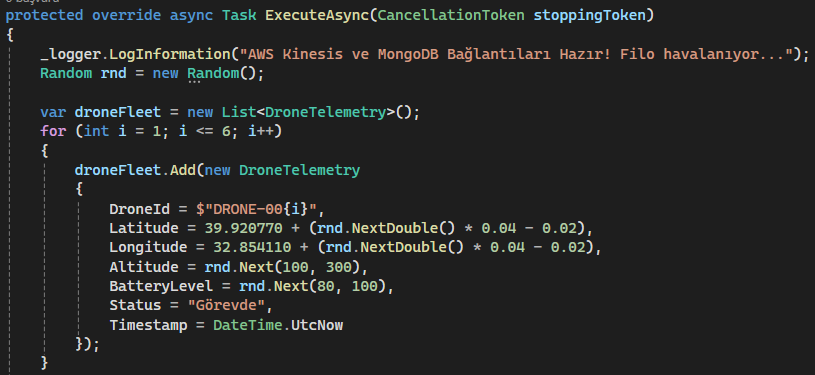 protected override async Task ExecuteAsync(CancellationToken stoppingToken)
{
_logger.LogInformation("AWS Kinesis ve MongoDB Bağlantıları Hazır! Filo havalanıyor...");
Random rnd = new Random();
var droneFleet = new List<DroneTelemetry>();
for (int i = 1; i <= 6; i++)
{
droneFleet.Add(new DroneTelemetry
{
DroneId = $"DRONE-00{i}",
Latitude = 39.920770 + (rnd.NextDouble() * 0.04 - 0.02),
Longitude = 32.854110 + (rnd.NextDouble() * 0.04 - 0.02),
Altitude = rnd.Next(100, 300),
BatteryLevel = rnd.Next(80, 100),
Status = "Görevde",
Timestamp = DateTime.UtcNow
});
}